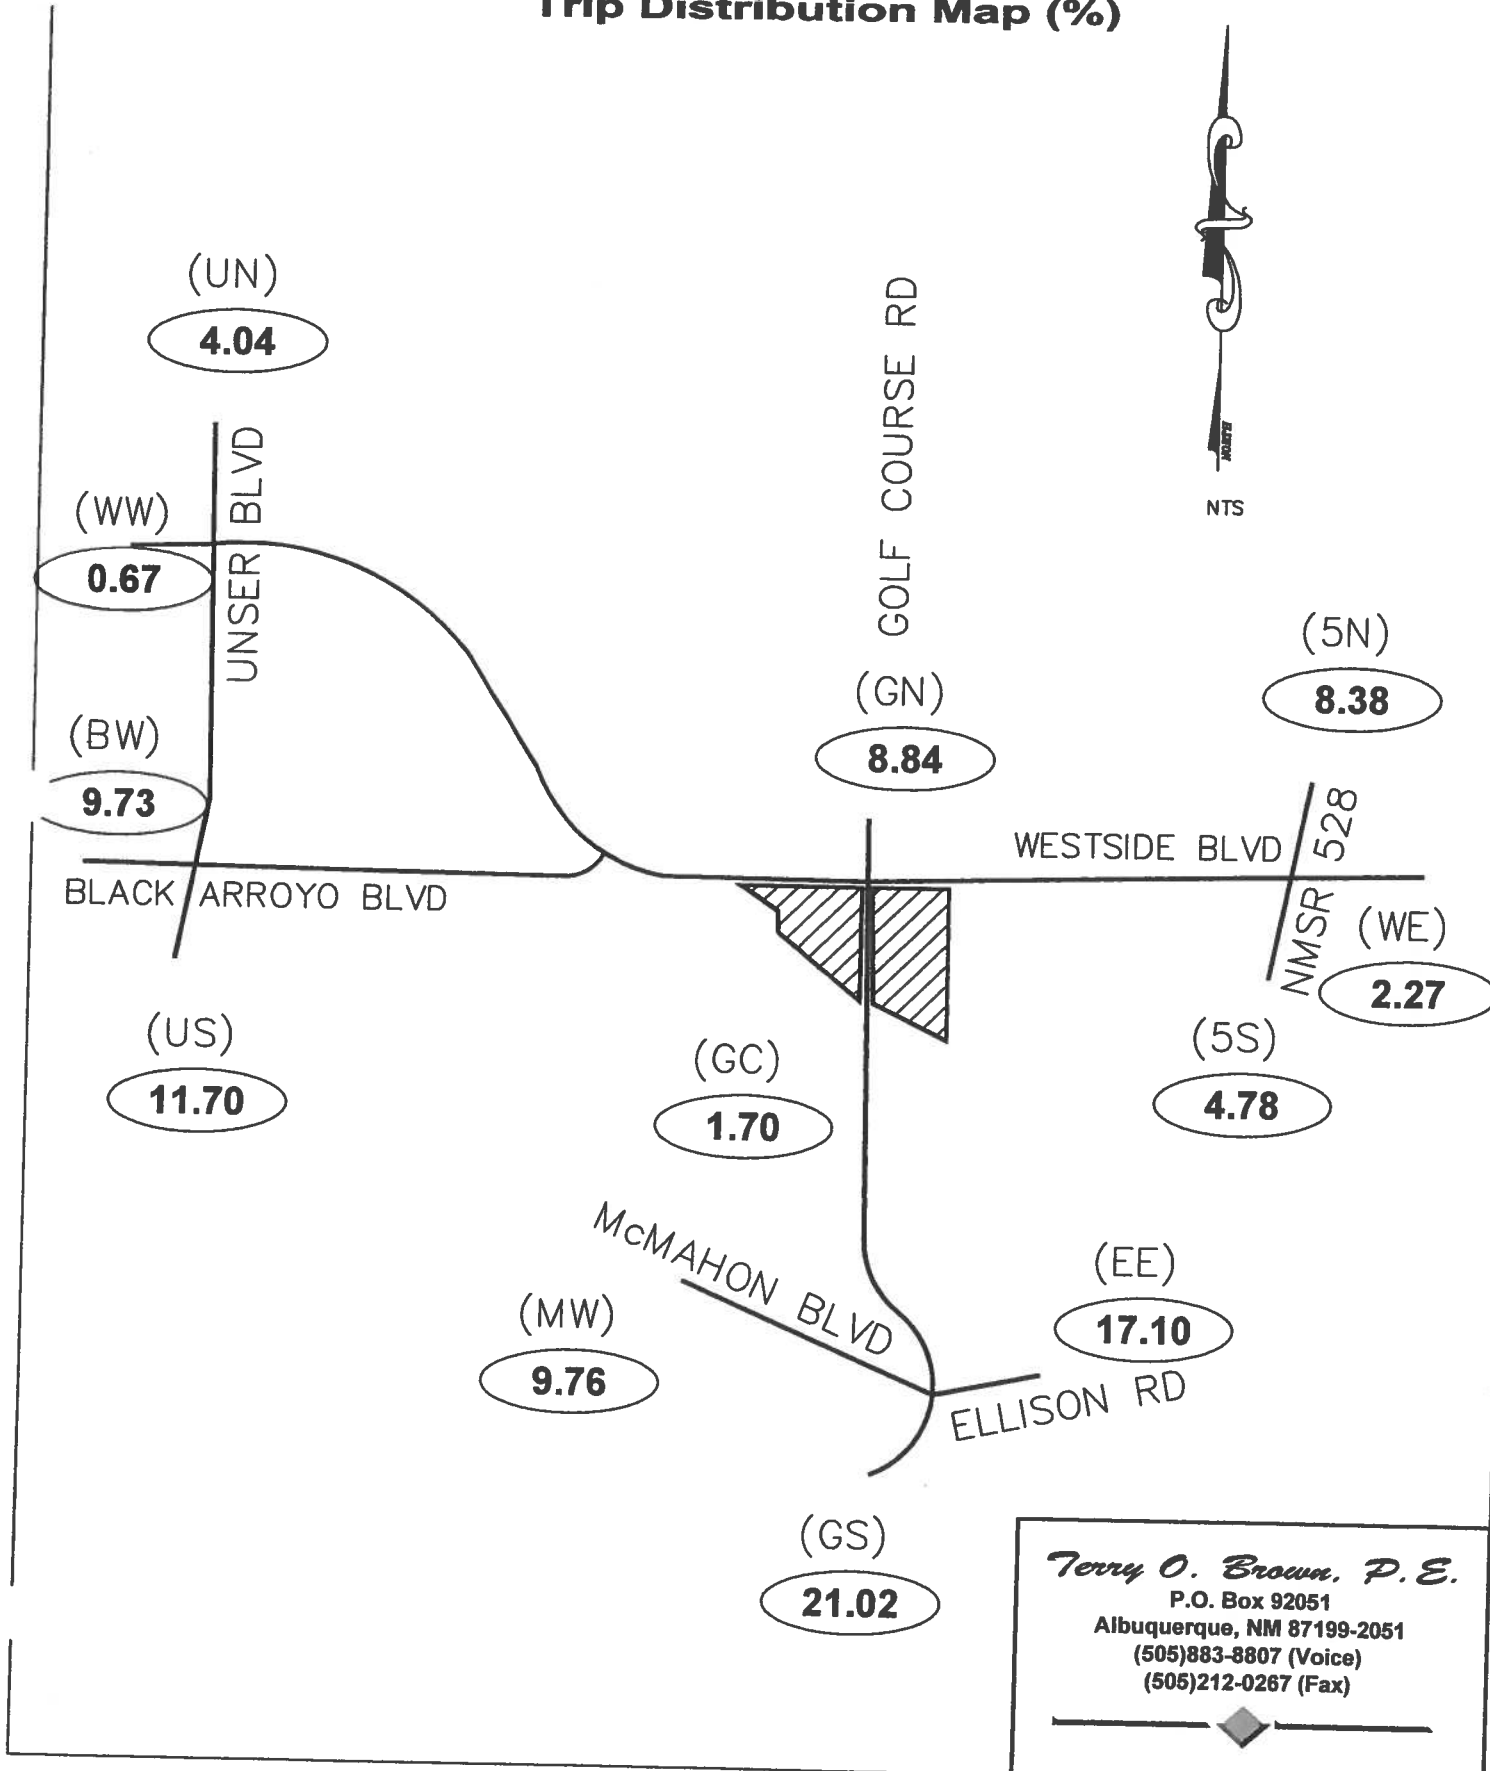 Trip Distribution Map (%)
(UN)
4.04
GOLF COURSE RD
NTS
UNSER BLVD
(WW)
0.67
(5N)
8.38
(GN)
8.84
(BW)
9.73
WESTSIDE BLVD
NMSR 528
BLACK ARROYO BLVD
(WE)
2.27
(US)
11.70
(GC)
1.70
(5S)
4.78
McMAHON BLVD
(EE)
17.10
(MW)
9.76
ELLISON RD
(GS)
21.02
Terry O. Brown, P.E.
P.O. Box 92051
Albuquerque, NM 87199-2051
(505)883-8807 (Voice)
(505)212-0267 (Fax)